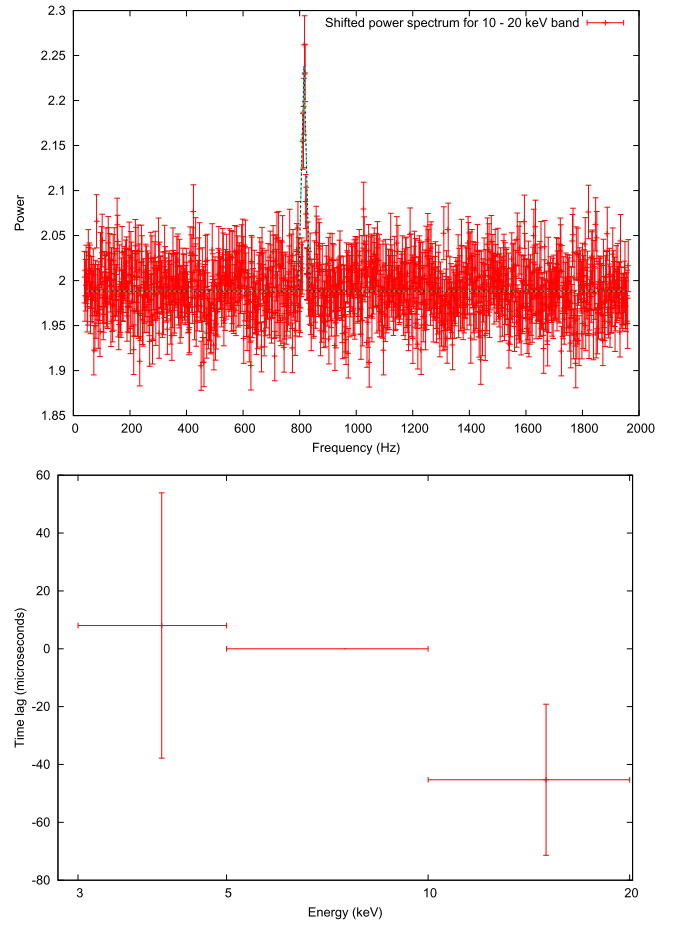 2.3
Shifted power spectrum for 10 - 20 keV band
2.25
2.2
2.15
2.1
2.05
2
1.95
1.9
1.85
Power
0 200 400 600 800 1000 1200 1400 1600 1800 2000
Frequency (Hz)
60
40
20
0
-20
-40
-60
-80
Time lag (microseconds)
3 5 10 20
Energy (keV)